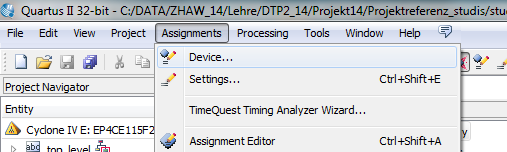 Quartus II 32-bit - C:/DATA/ZHAW_14/Lehre/DTP2_14/Projekt14/Projektreferenz_studis/stu
File Edit View Project Assignments Processing Tools Window Help
Device...
Settings... Ctrl+Shift+E
Project Navigator
TimeQuest Timing Analyzer Wizard...
Entity
Cyclone IV E: EP4CE115F2
Assignment Editor Ctrl+Shift+A
abc top_level